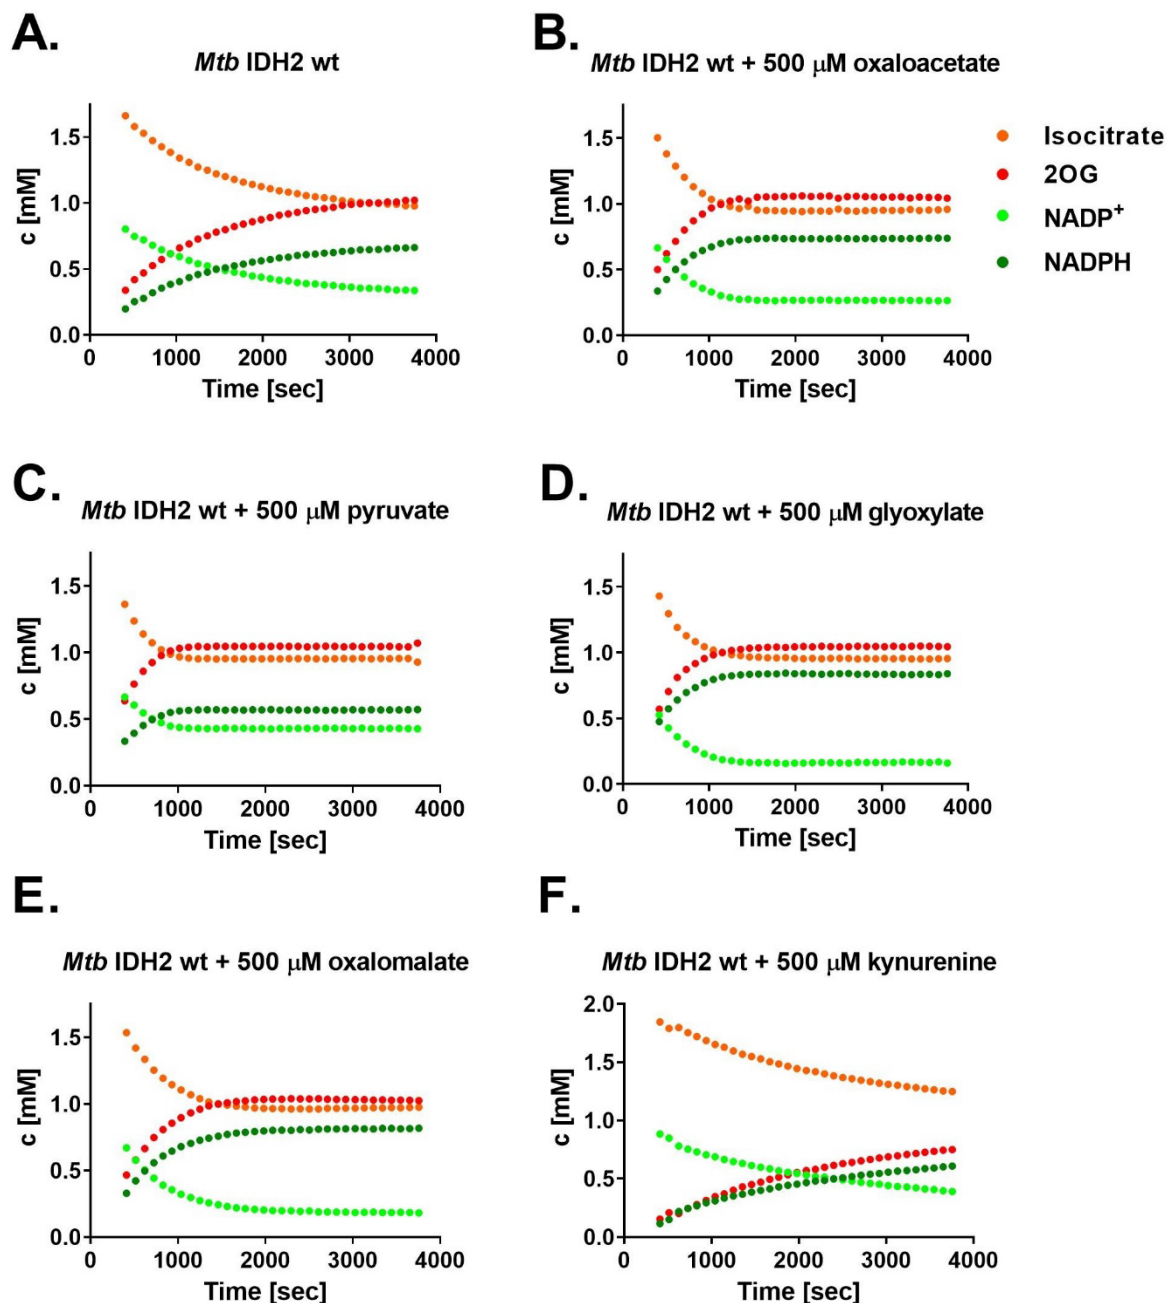 A.
Mtb IDH2 wt
c [mM]
1.5
1.0
0.5
0.0
0 1000 2000 3000 4000
Time [sec]
B.
Mtb IDH2 wt + 500 μM oxaloacetate
c [mM]
1.5
1.0
0.5
0.0
0 1000 2000 3000 4000
Time [sec]
Isocitrate
2OG
NADP+
NADPH
C.
Mtb IDH2 wt + 500 μM pyruvate
c [mM]
1.5
1.0
0.5
0.0
0 1000 2000 3000 4000
Time [sec]
D.
Mtb IDH2 wt + 500 μM glyoxylate
c [mM]
1.5
1.0
0.5
0.0
0 1000 2000 3000 4000
Time [sec]
E.
Mtb IDH2 wt + 500 μM oxalomalate
c [mM]
1.5
1.0
0.5
0.0
0 1000 2000 3000 4000
Time [sec]
F.
Mtb IDH2 wt + 500 μM kynurenine
c [mM]
2.0
1.5
1.0
0.5
0.0
0 1000 2000 3000 4000
Time [sec]